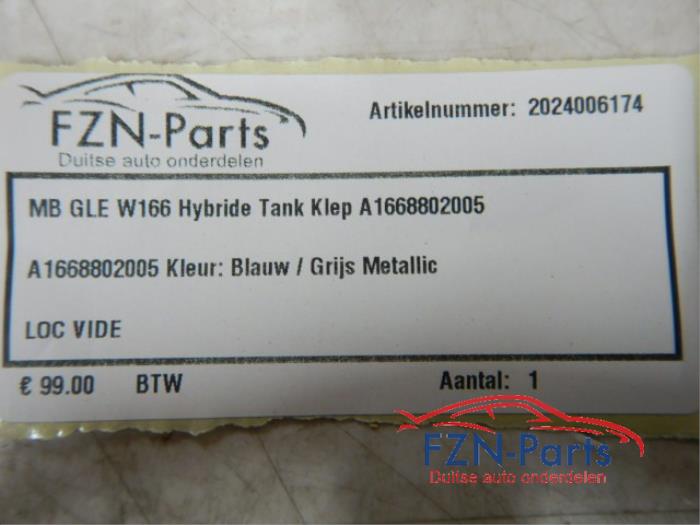 FZN-Parts
Duitse auto onderdelen
Artikelnummer: 2024006174
MB GLE W166 Hybride Tank Klep A1668802005
A1668802005 Kleur: Blauw / Grijs Metallic
LOC VIDE
€ 99.00 BTW Aantal: 1
FZN-Parts
Duitse auto onderdelen